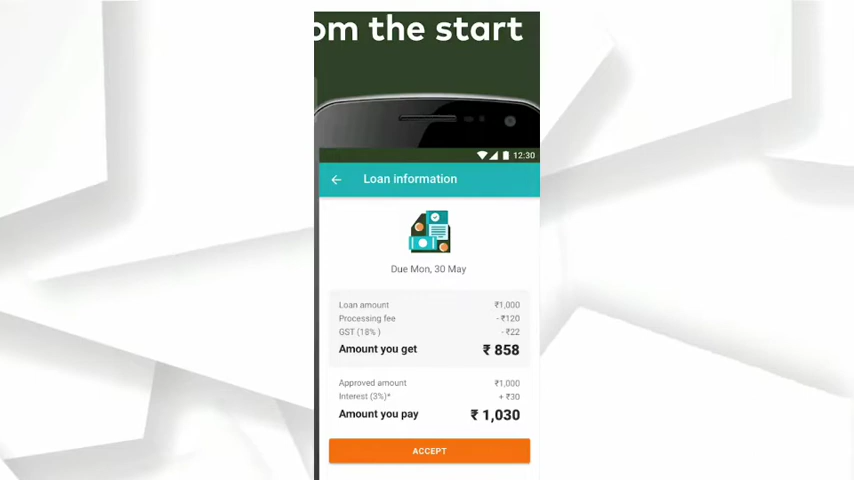 om the start
12:30
Loan information
Due Mon, 30 May
Loan amount ₹1,000
Processing fee - ₹120
GST (18% ) - ₹22
Amount you get ₹ 858
Approved amount ₹1,000
Interest (3%)* + ₹30
Amount you pay ₹ 1,030
ACCEPT